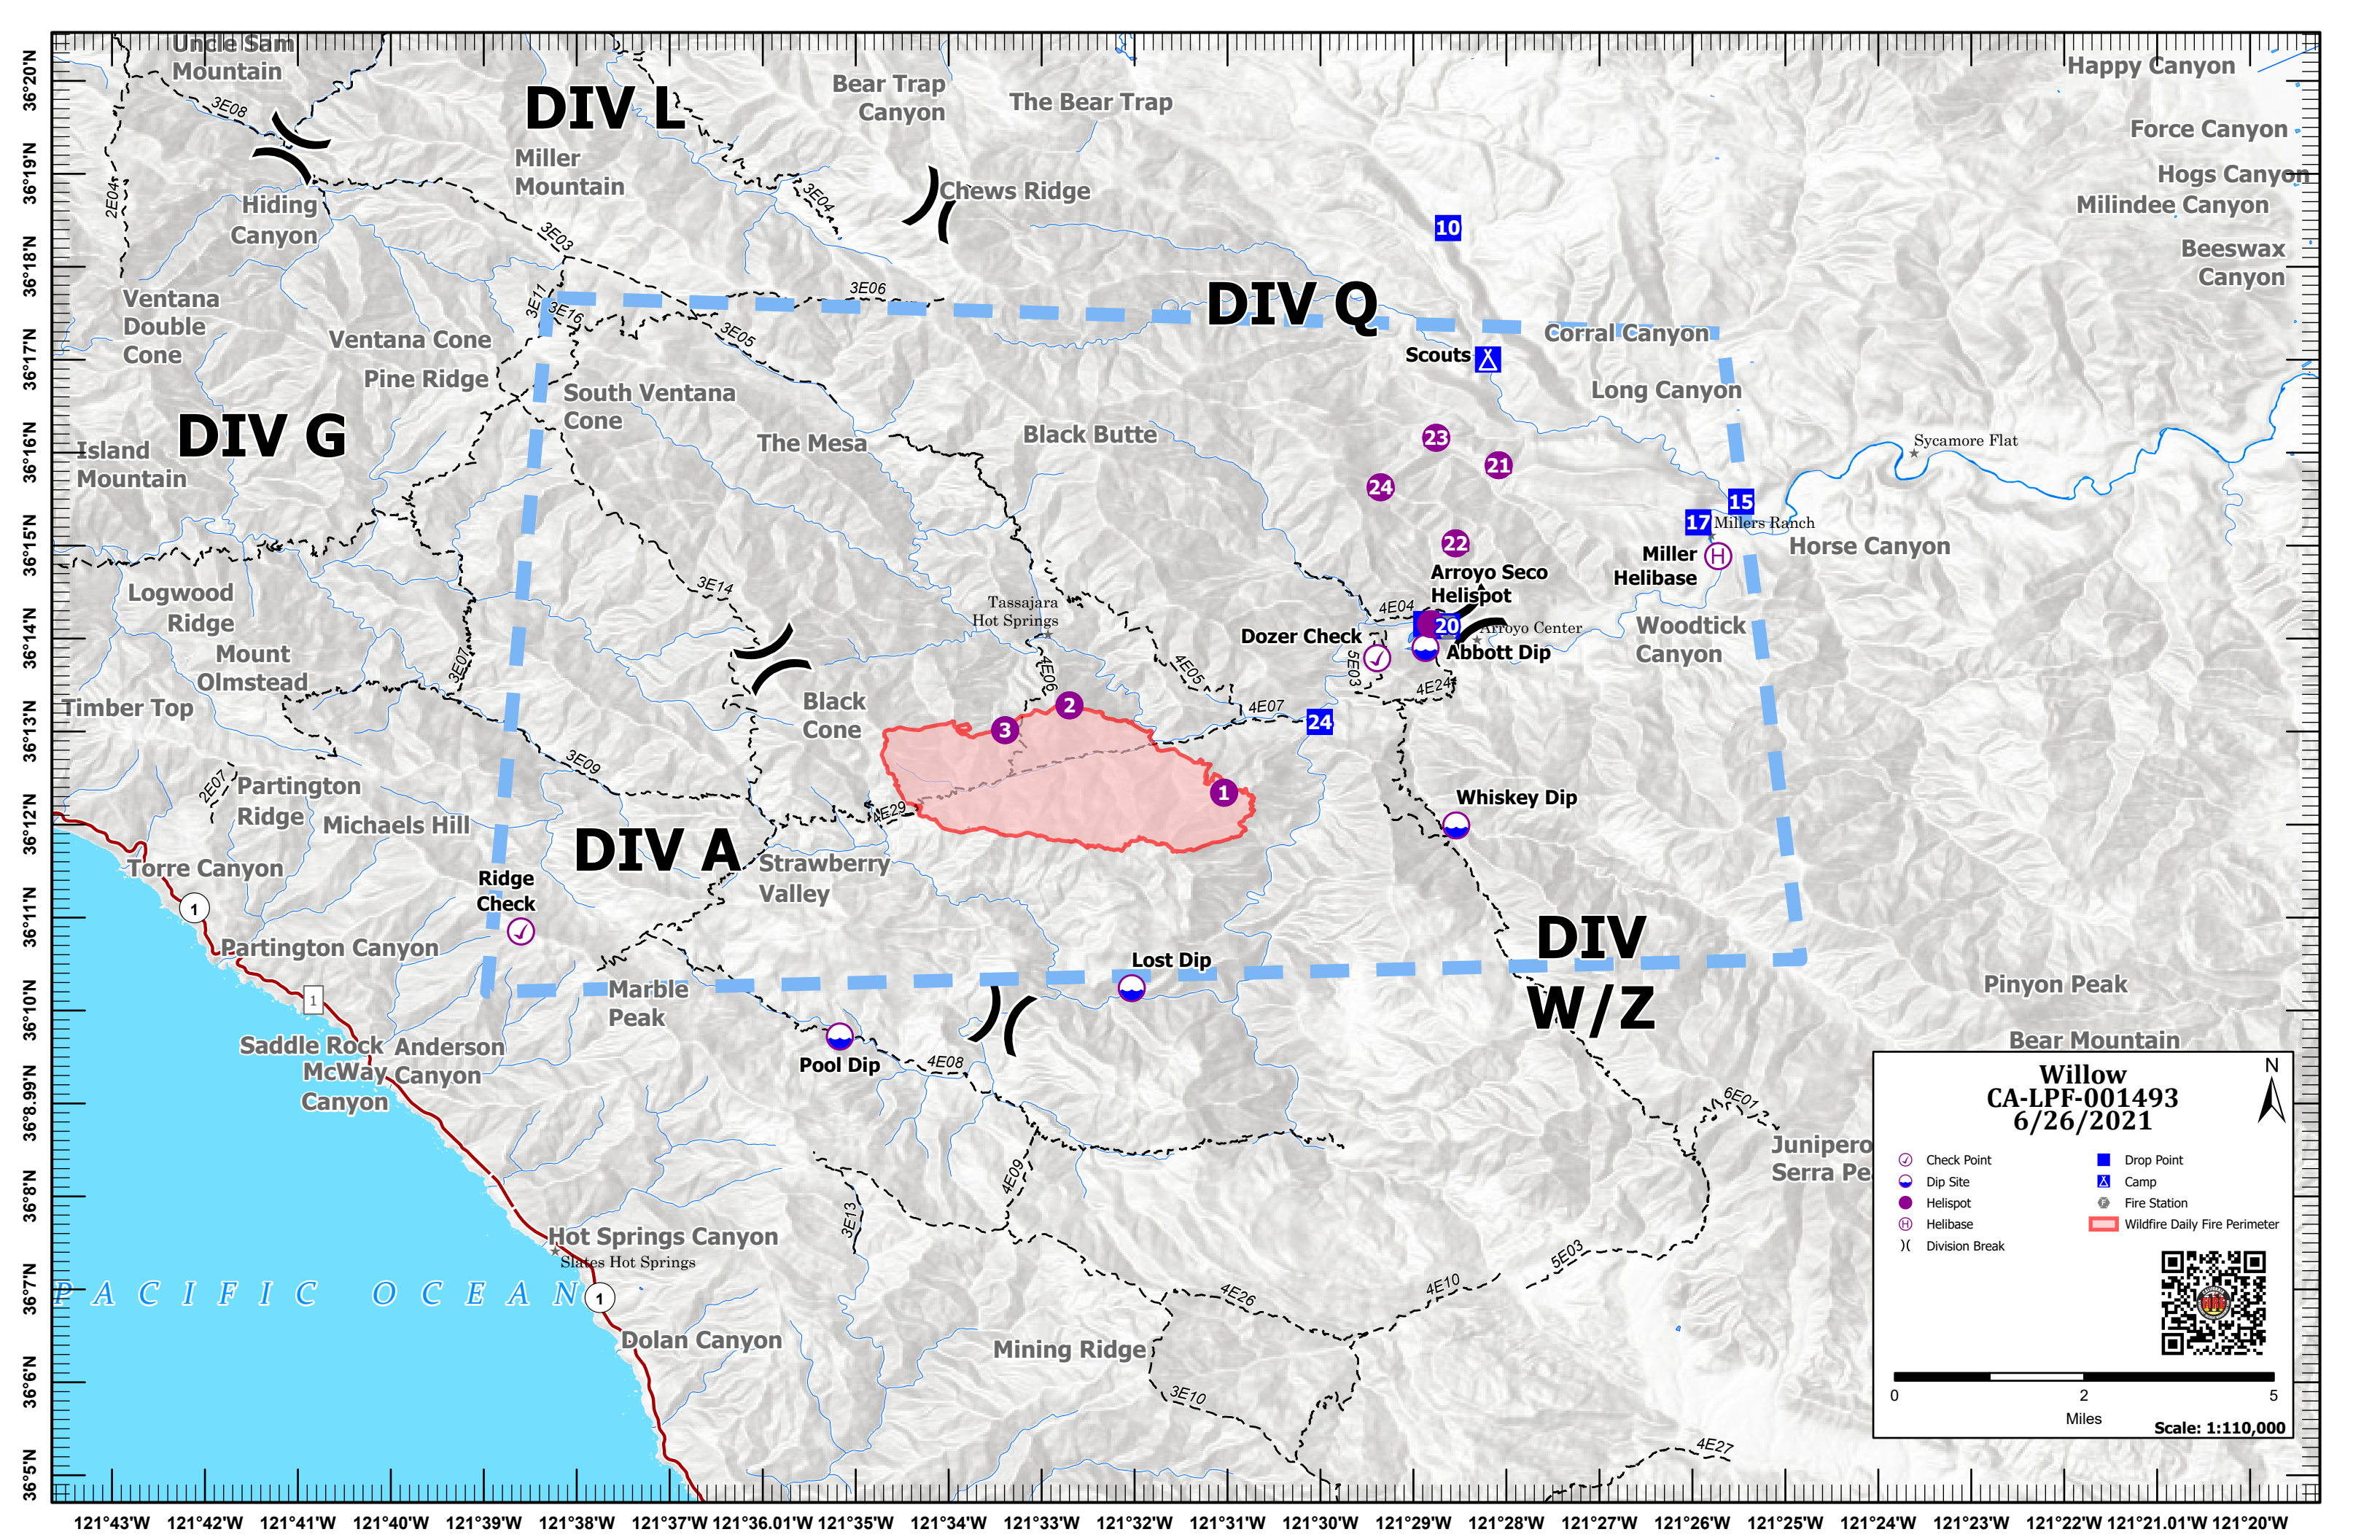 Uncle Sam
Mountain
3E08
2E04
DIV L
Miller
Mountain
Bear Trap
Canyon
The Bear Trap
Chews Ridge
3E04
Happy Canyon
Force Canyon
Hogs Canyon
Milindee Canyon
Beeswax
Canyon
Hiding
Canyon
3E03
3E11
3E16
3E06
3E05
10
DIV Q
Corral Canyon
Scouts
Long Canyon
Ventana
Double
Cone
Ventana Cone
Pine Ridge
South Ventana
Cone
DIV G
Island
Mountain
The Mesa
Black Butte
23
21
24
22
Sycamore Flat
15
17
Millers Ranch
Miller
Helibase
H
Horse Canyon
Arroyo Seco
Helispot
4E04
20
Arroyo Center
Dozer Check
Abbott Dip
Woodtick
Canyon
5E03
4E24
Logwood
Ridge
Mount
Olmstead
Timber Top
3E07
3E14
Tassajara
Hot Springs
4E06
4E05
4E07
24
Black
Cone
2
3
1
3E09
4E29
2E07
Partington
Ridge
Michaels Hill
Torre Canyon
DIV A
Strawberry
Valley
Whiskey Dip
Ridge
Check
1
Partington Canyon
DIV
W/Z
Lost Dip
Marble
Peak
1
Pool Dip
4E08
Saddle Rock
Anderson
Canyon
McWay
Canyon
Pinyon Peak
Bear Mountain
6E01
Junipero
Serra Pe
4E09
3E13
Hot Springs Canyon
Slates Hot Springs
PACIFIC OCEAN
1
Dolan Canyon
Mining Ridge
4E26
4E10
5E03
3E10
4E27
Willow
CA-LPF-001493
6/26/2021
N
Check Point
Dip Site
Helispot
H Helibase
)( Division Break
Drop Point
Camp
F Fire Station
Wildfire Daily Fire Perimeter
FIRE
0 2 5
Miles
Scale: 1:110,000
36°20'N
36°19'N
36°18'N
36°17'N
36°16'N
36°15'N
36°14'N
36°13'N
36°12'N
36°11'N
36°10'N
36°8.99'N
36°8'N
36°7'N
36°6'N
36°5'N
121°43'W 121°42'W 121°41'W 121°40'W 121°39'W 121°38'W 121°37'W 121°36.01'W 121°35'W 121°34'W 121°33'W 121°32'W 121°31'W 121°30'W 121°29'W 121°28'W 121°27'W 121°26'W 121°25'W 121°24'W 121°23'W 121°22'W 121°21.01'W 121°20'W